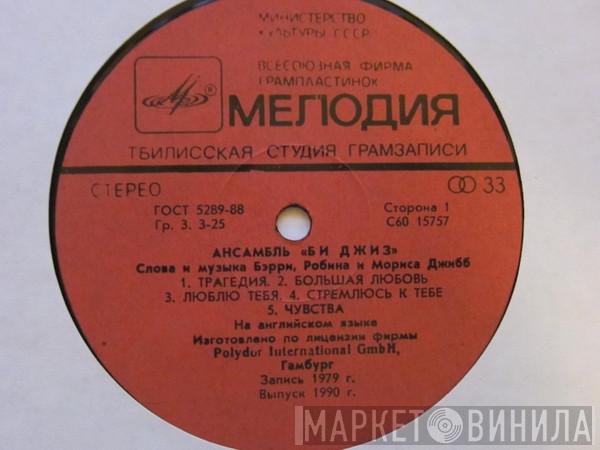 МИНИСТЕРСТВО
КУЛЬТУРЫ СССР
ВСЕСОЮЗНАЯ ФИРМА
ГРАМПЛАСТИНОК
®
МЕЛОДИЯ
ТБИЛИССКАЯ СТУДИЯ ГРАМЗАПИСИ
СТЕРЕО
33
ГОСТ 5289-88
Сторона 1
Гр. 3. 3-25
С60 15757
АНСАМБЛЬ «БИ ДЖИЗ»
Слова и музыка Бэрри, Робина и Мориса Джибб
1. ТРАГЕДИЯ. 2. БОЛЬШАЯ ЛЮБОВЬ
3. ЛЮБЛЮ ТЕБЯ. 4. СТРЕМЛЮСЬ К ТЕБЕ
5. ЧУВСТВА
На английском языке
Изготовлено по лицензии фирмы
Polydor International GmbH,
Гамбург
Запись 1979 г.
Выпуск 1990 г.
МАРКЕТОВИНИЛА